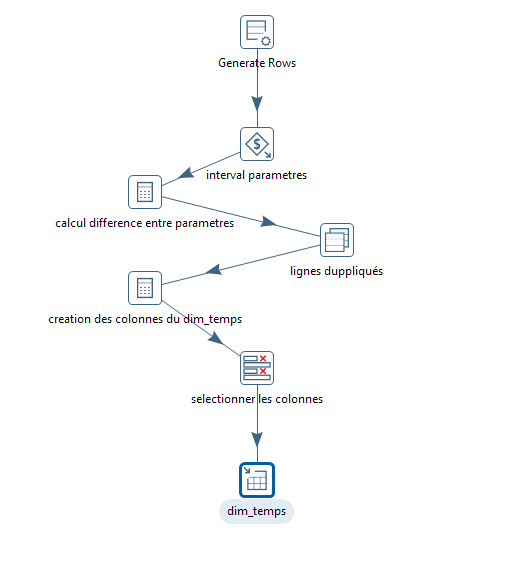 Generate Rows
interval parametres
calcul difference entre parametres
lignes duppliqués
creation des colonnes du dim_temps
selectionner les colonnes
dim_temps